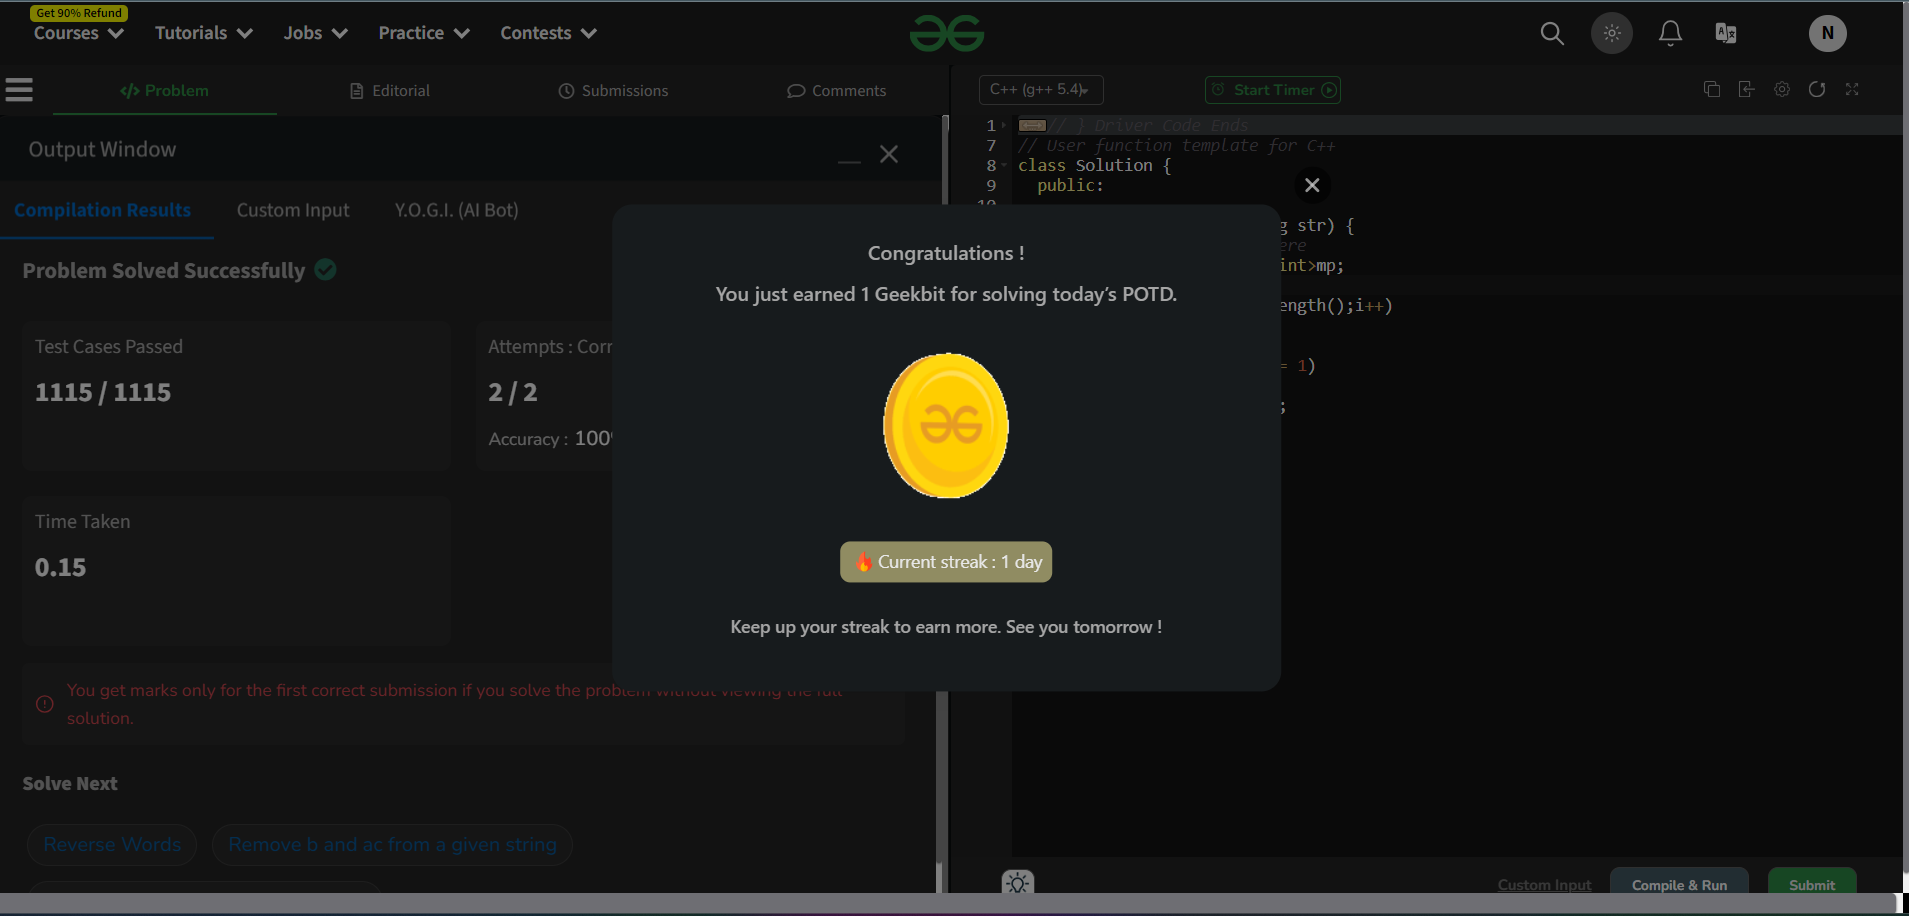 Get 90% Refund
Courses Tutorials Jobs Practice Contests
N
</> Problem Editorial Submissions Comments
C++ (g++ 5.4) Start Timer
Output Window
Compilation Results Custom Input Y.O.G.I. (AI Bot)
Problem Solved Successfully
Test Cases Passed
1115 / 1115
Attempts : Corr
2 / 2
Accuracy : 100
Time Taken
0.15
You get marks only for the first correct submission if you solve the problem without viewing the full
solution.
Solve Next
Reverse Words Remove b and ac from a given string
1 // } Driver Code Ends
7 // User function template for C++
8 class Solution {
9 public:
10
g str) {
ere
int>mp;
ength();i++)
= 1)
;
Congratulations !
You just earned 1 Geekbit for solving today’s POTD.
Current streak : 1 day
Keep up your streak to earn more. See you tomorrow !
Custom Input Compile & Run Submit